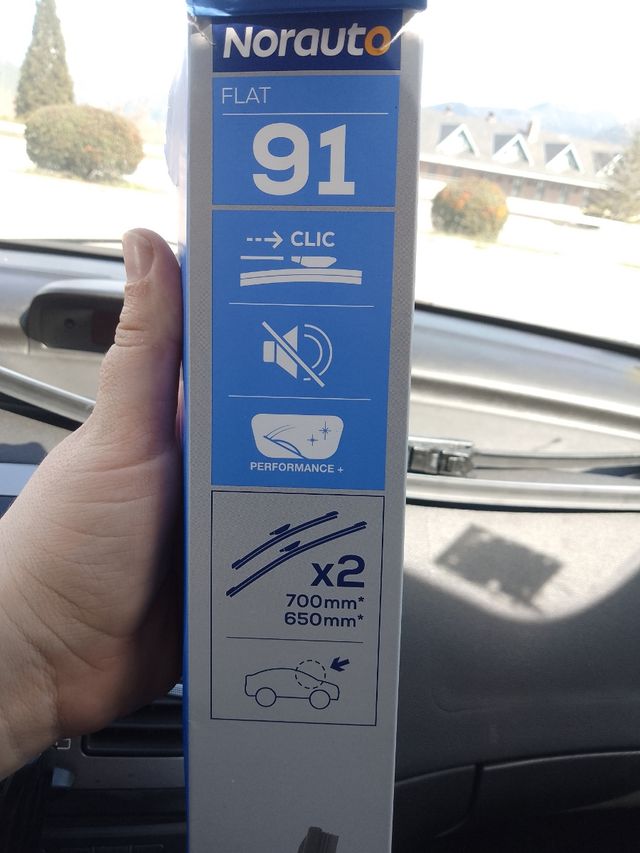 Norauto
FLAT
91
CLIC
PERFORMANCE +
x2
700mm*
650mm*